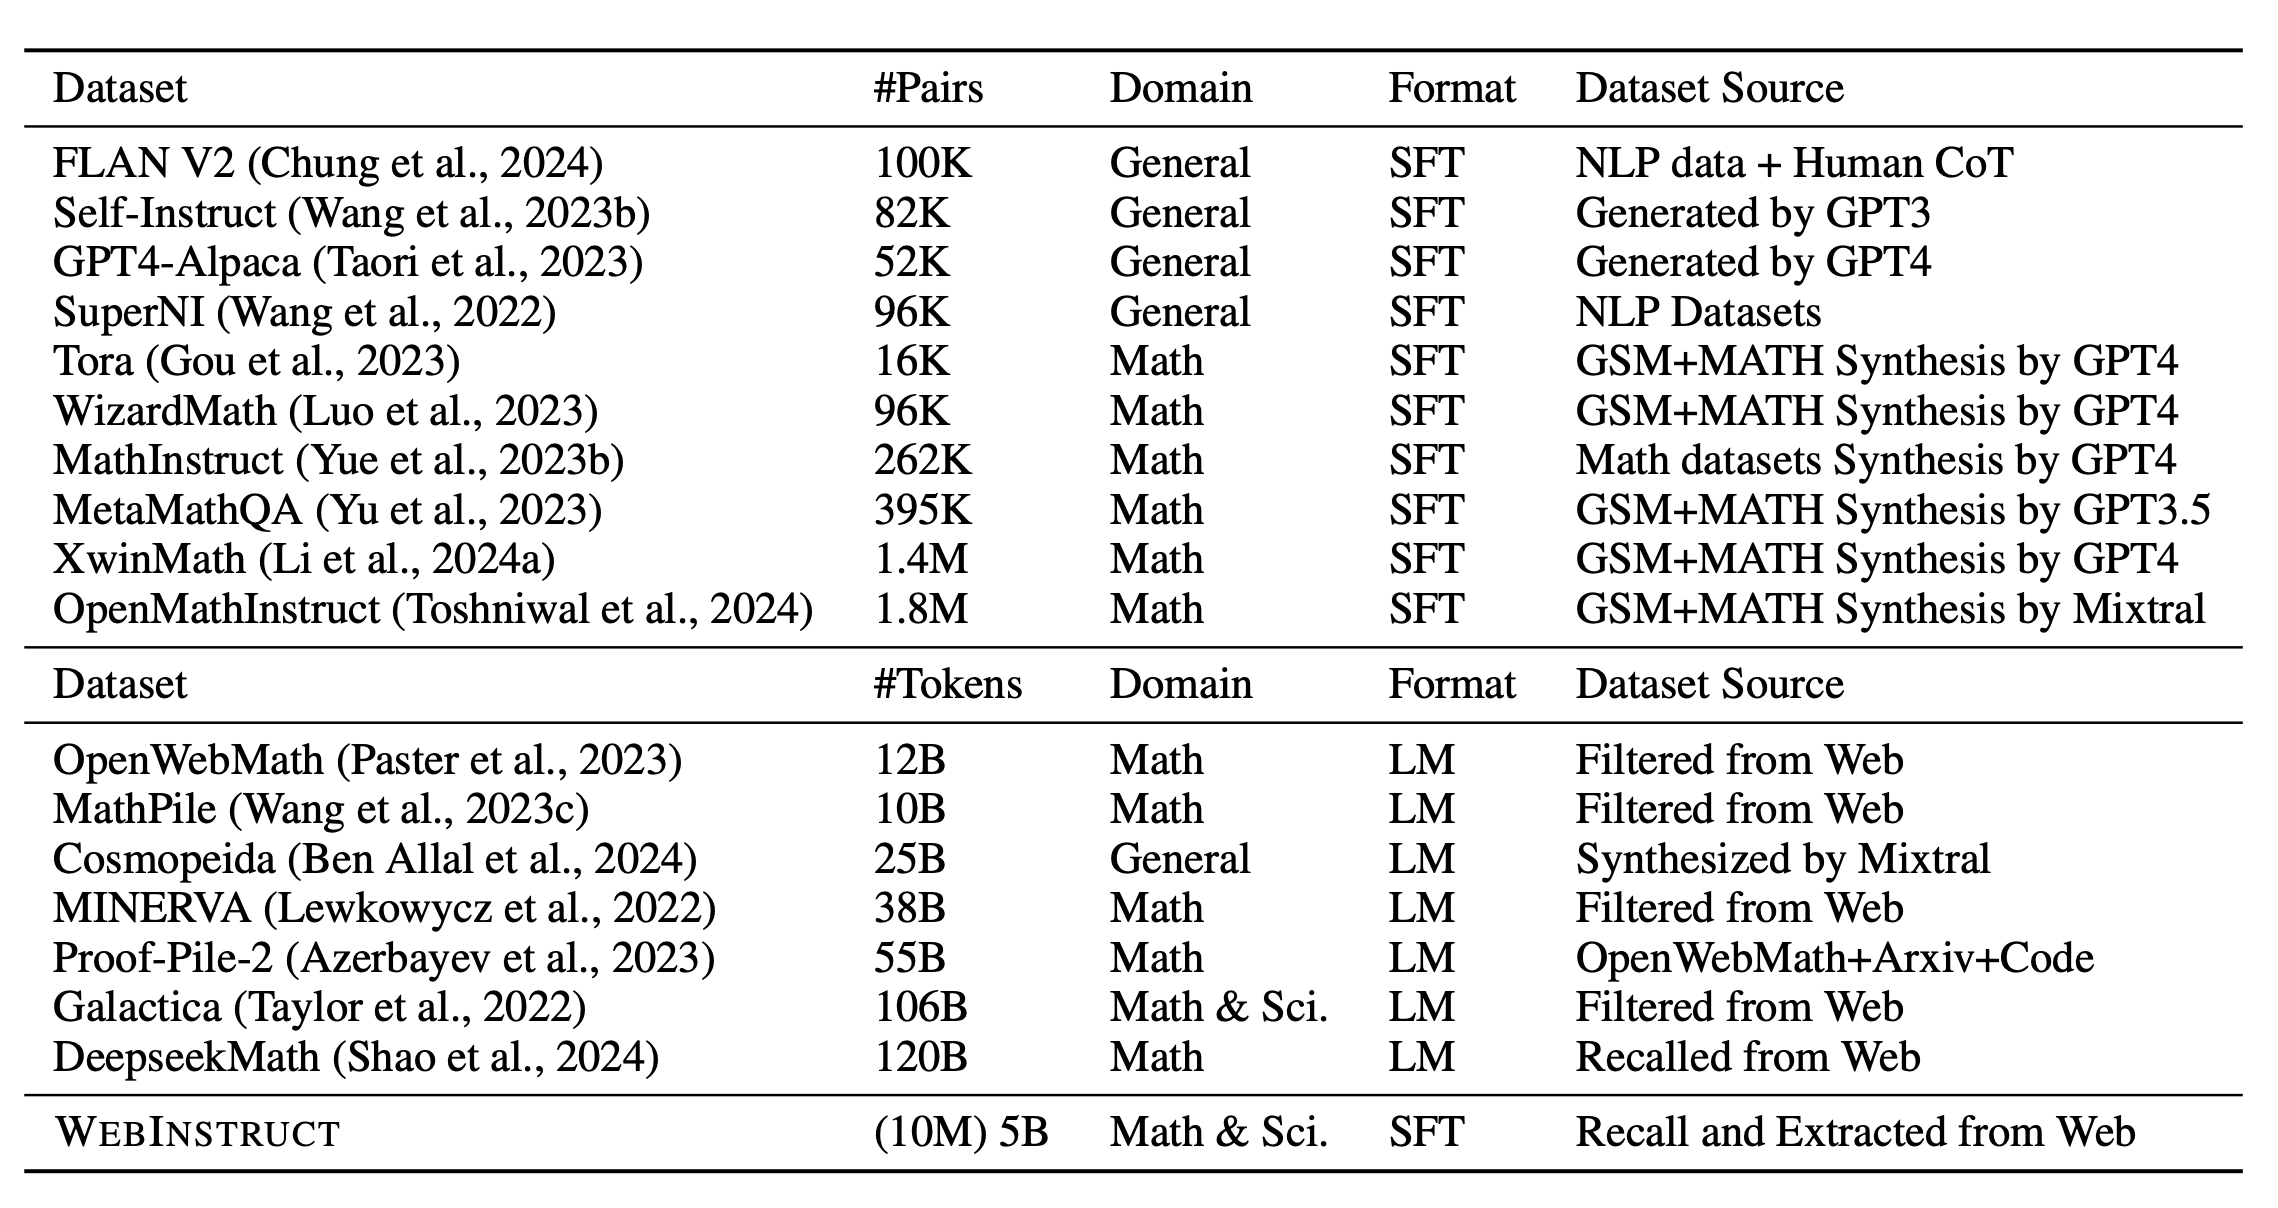 Dataset #Pairs Domain Format Dataset Source
FLAN V2 (Chung et al., 2024) 100K General SFT NLP data + Human CoT
Self-Instruct (Wang et al., 2023b) 82K General SFT Generated by GPT3
GPT4-Alpaca (Taori et al., 2023) 52K General SFT Generated by GPT4
SuperNI (Wang et al., 2022) 96K General SFT NLP Datasets
Tora (Gou et al., 2023) 16K Math SFT GSM+MATH Synthesis by GPT4
WizardMath (Luo et al., 2023) 96K Math SFT GSM+MATH Synthesis by GPT4
MathInstruct (Yue et al., 2023b) 262K Math SFT Math datasets Synthesis by GPT4
MetaMathQA (Yu et al., 2023) 395K Math SFT GSM+MATH Synthesis by GPT3.5
XwinMath (Li et al., 2024a) 1.4M Math SFT GSM+MATH Synthesis by GPT4
OpenMathInstruct (Toshniwal et al., 2024) 1.8M Math SFT GSM+MATH Synthesis by Mixtral
Dataset #Tokens Domain Format Dataset Source
OpenWebMath (Paster et al., 2023) 12B Math LM Filtered from Web
MathPile (Wang et al., 2023c) 10B Math LM Filtered from Web
Cosmopeida (Ben Allal et al., 2024) 25B General LM Synthesized by Mixtral
MINERVA (Lewkowycz et al., 2022) 38B Math LM Filtered from Web
Proof-Pile-2 (Azerbayev et al., 2023) 55B Math LM OpenWebMath+Arxiv+Code
Galactica (Taylor et al., 2022) 106B Math & Sci. LM Filtered from Web
DeepseekMath (Shao et al., 2024) 120B Math LM Recalled from Web
WEBINSTRUCT (10M) 5B Math & Sci. SFT Recall and Extracted from Web